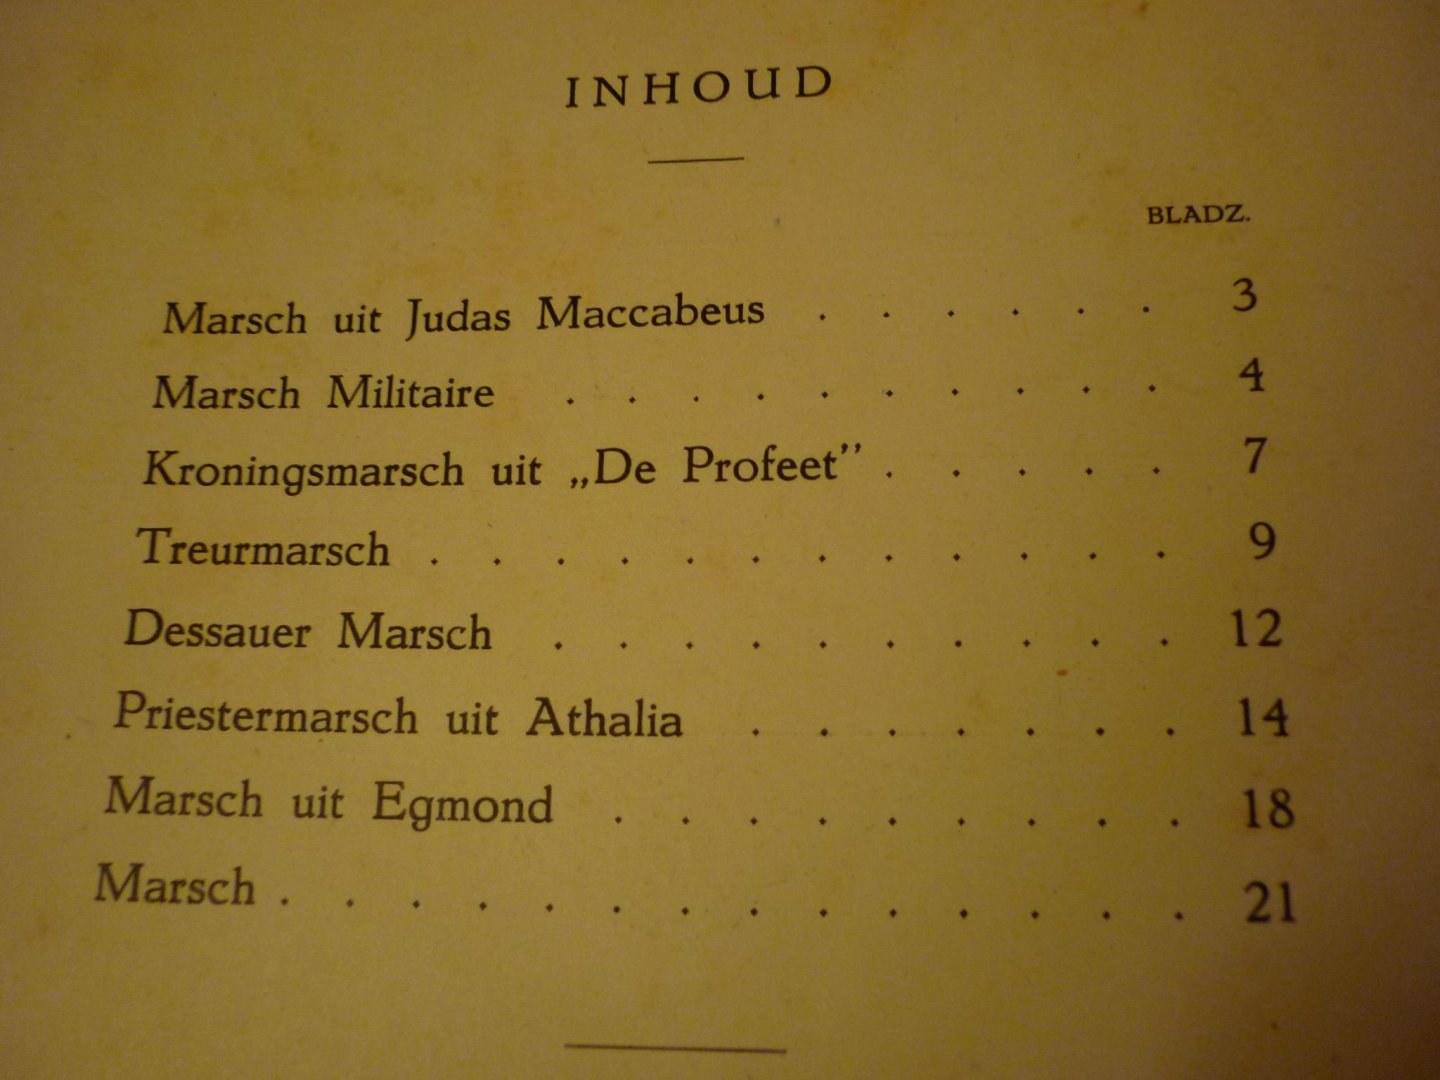 INHOUD
BLADZ.
Marsch uit Judas Maccabeus . . . . . . 3
Marsch Militaire . . . . . . . . . . 4
Kroningsmarsch uit „De Profeet” . . . . . 7
Treurmarsch . . . . . . . . . . . . 9
Dessauer Marsch . . . . . . . . . . 12
Priestermarsch uit Athalia . . . . . . . 14
Marsch uit Egmond . . . . . . . . . 18
Marsch . . . . . . . . . . . . . . 21